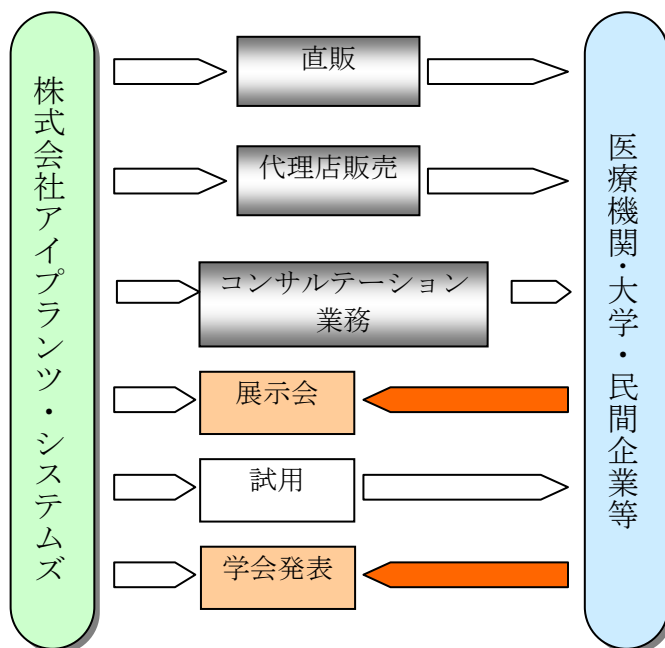 株式会社アイプランツ・システムズ
直販
代理店販売
コンサルテーション
業務
展示会
試用
学会発表
医療機関・大学・民間企業等